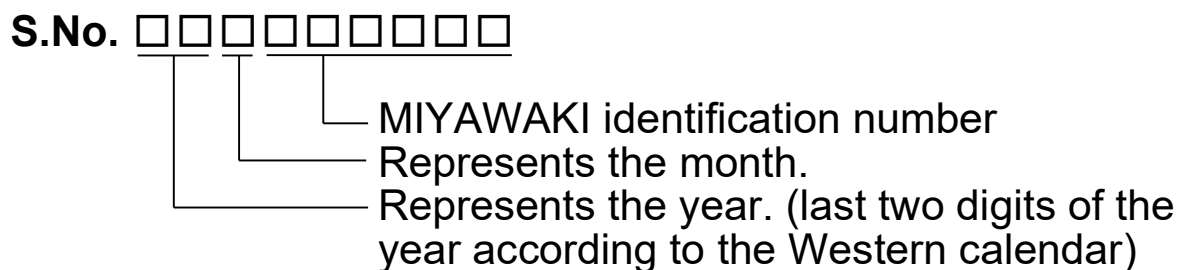 S.No. □□□□□□□□□
MIYAWAKI identification number
Represents the month.
Represents the year. (last two digits of the
year according to the Western calendar)